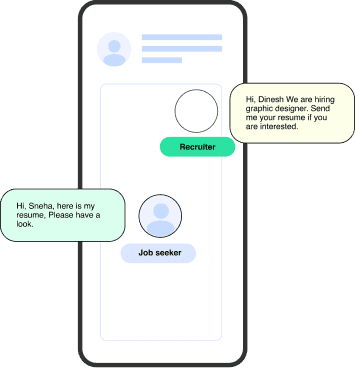 Hi, Dinesh We are hiring
graphic designer. Send
me your resume if you
are interested.
Recruiter
Hi, Sneha, here is my
resume, Please have a
look.
Job seeker